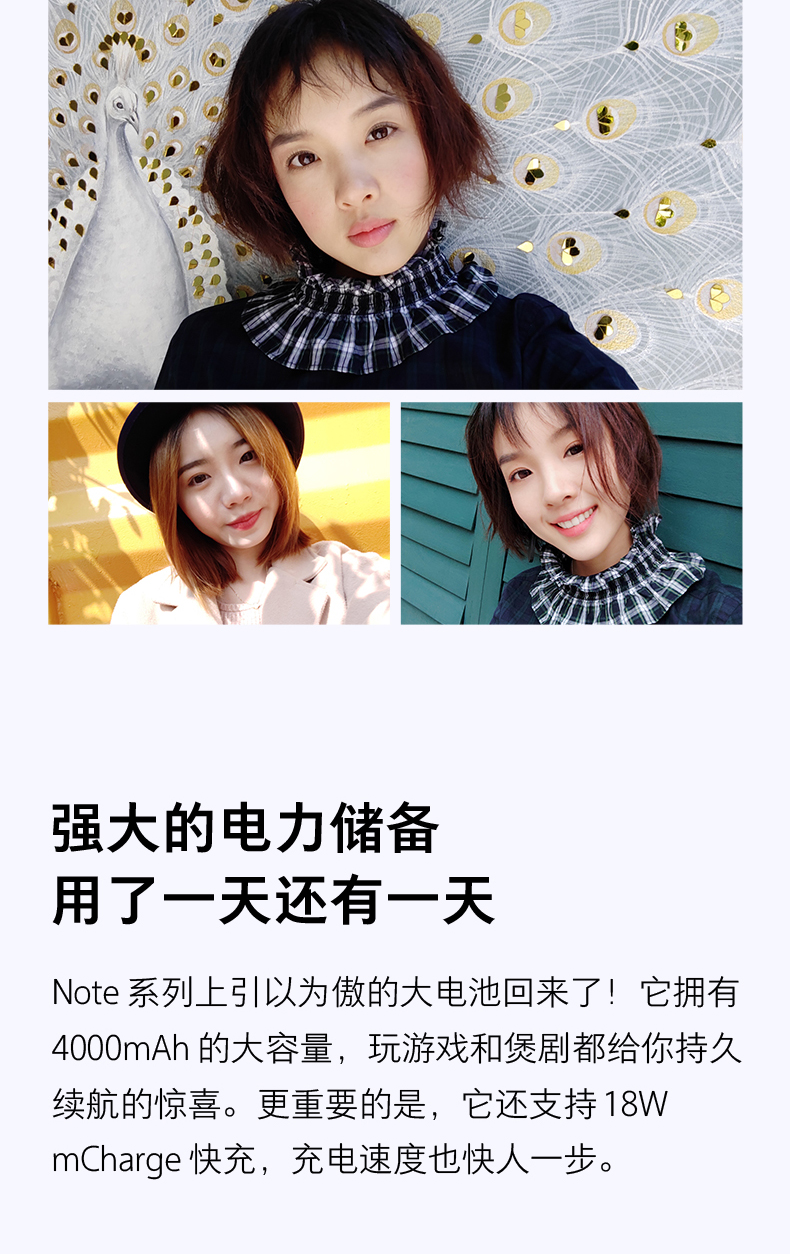 强大的电力储备
用了一天还有一天
Note 系列上引以为傲的大电池回来了！它拥有
4000mAh 的大容量，玩游戏和煲剧都给你持久
续航的惊喜。更重要的是，它还支持 18W
mCharge 快充，充电速度也快人一步。